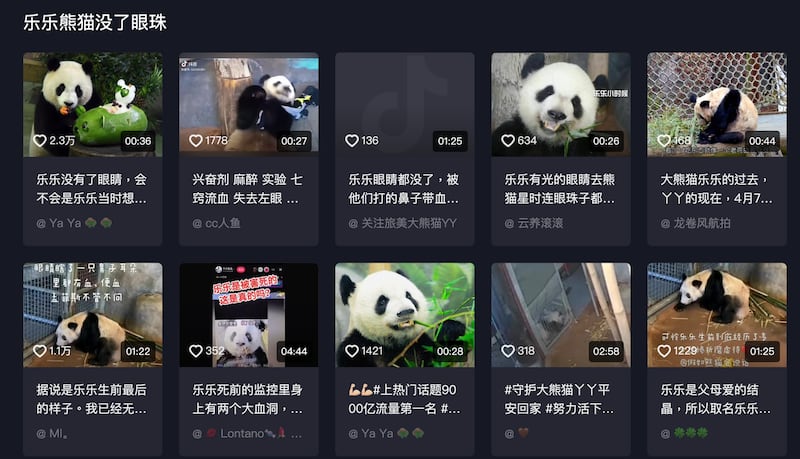 乐乐熊猫没了眼珠
2.3万
00:36
1778
00:27
136
01:25
乐乐小时候
634
00:26
168
00:44
乐乐没有了眼睛，会
不会是乐乐当时想...
@ Ya Ya
兴奋剂 麻醉 实验 七
窍流血 失去左眼 ...
@ cc人鱼
乐乐眼睛都没了，被
他们打的鼻子带血...
@ 关注旅美大熊猫YY
乐乐有光的眼睛去熊
猫星时连眼珠子都...
@ 云养滚滚
大熊猫乐乐的过去，
丫丫的现在，4月7...
@ 龙卷风航拍
眼睛瞎了一只鼻子耳朵
里都有血，便血
孟菲斯不管不问
1.1万
01:22
乐乐是被害死的
这是真的吗？
352
04:44
1421
00:28
318
02:58
1229
01:25
据说是乐乐生前最后
的样子。我已经无...
@ MI。
乐乐死前的监控里身
上有两个大血洞，...
@ Lontano ...
#上热门话题90
00亿流量第一名 #...
@ Ya Ya
#守护大熊猫丫丫平
安回家 #努力活下...
@
乐乐是父母爱的结
晶，所以取名乐乐...
@